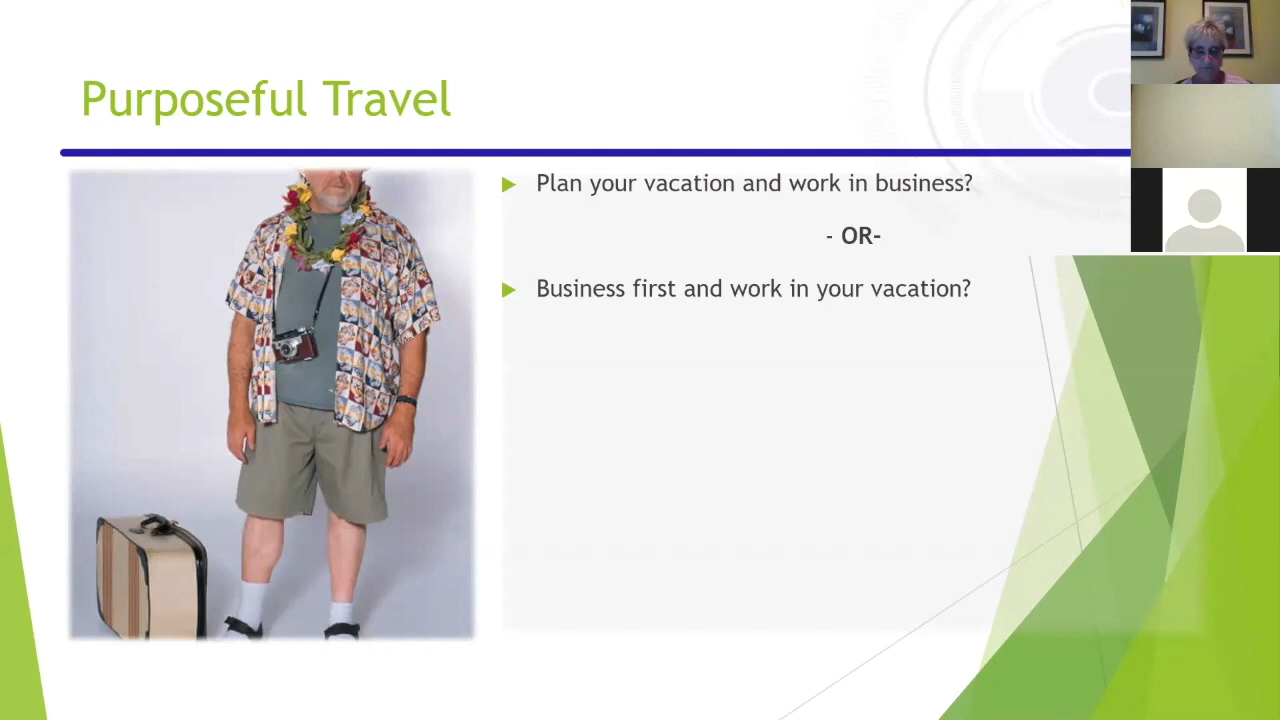 Purposeful Travel
Plan your vacation and work in business?
- OR-
Business first and work in your vacation?